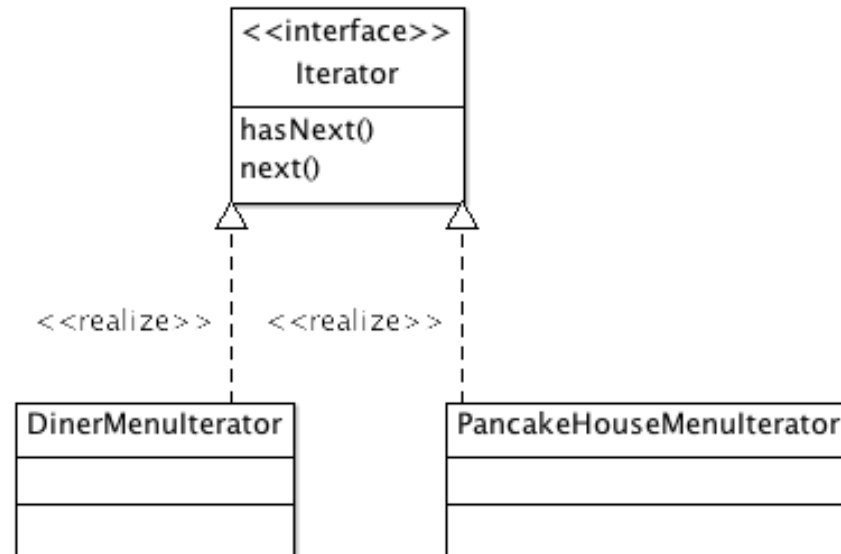 <<interface>>
Iterator
hasNext()
next()
<<realize>> <<realize>>
DinerMenuIterator PancakeHouseMenuIterator